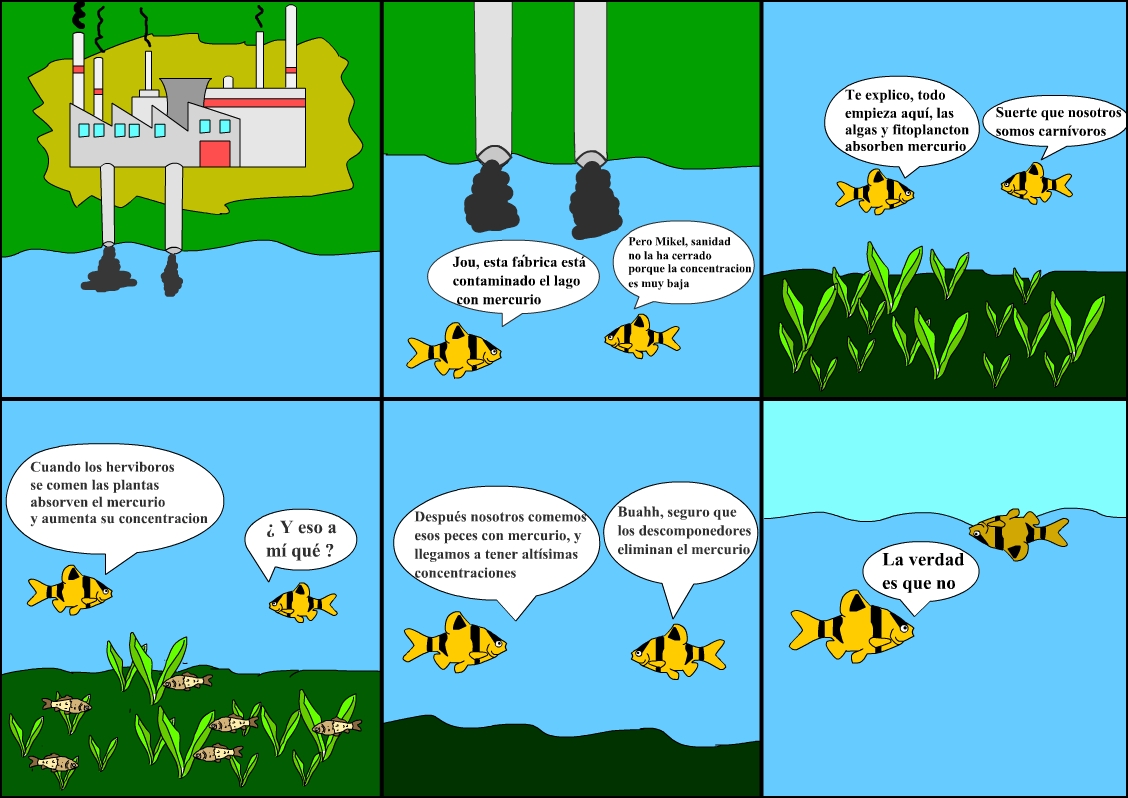 Jou, esta fábrica está
contaminado el lago
con mercurio
Pero Mikel, sanidad
no la ha cerrado
porque la concentracion
es muy baja
Te explico, todo
empieza aquí, las
algas y fitoplancton
absorben mercurio
Suerte que nosotros
somos carnívoros
Cuando los herviboros
se comen las plantas
absorven el mercurio
y aumenta su concentracion
¿ Y eso a
mí qué ?
Después nosotros comemos
esos peces con mercurio, y
llegamos a tener altísimas
concentraciones
Buahh, seguro que
los descomponedores
eliminan el mercurio
La verdad
es que no